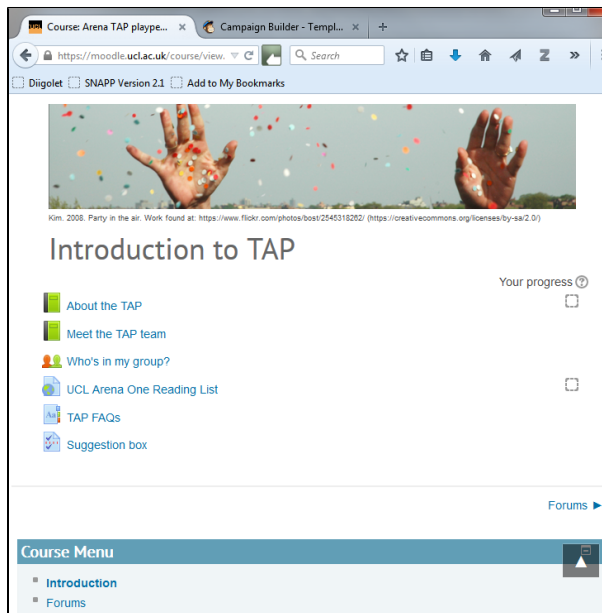 UCL Course: Arena TAP plaype... × Campaign Builder - Templ... × +
https://moodle.ucl.ac.uk/course/view. Search
Diigolet SNAPP Version 2.1 Add to My Bookmarks
Kim. 2008. Party in the air. Work found at: https://www.flickr.com/photos/bost/2545318262/ (https://creativecommons.org/licenses/by-sa/2.0/)
Introduction to TAP
Your progress
About the TAP
Meet the TAP team
Who's in my group?
UCL Arena One Reading List
TAP FAQs
Suggestion box
Forums ►
Course Menu
Introduction
Forums